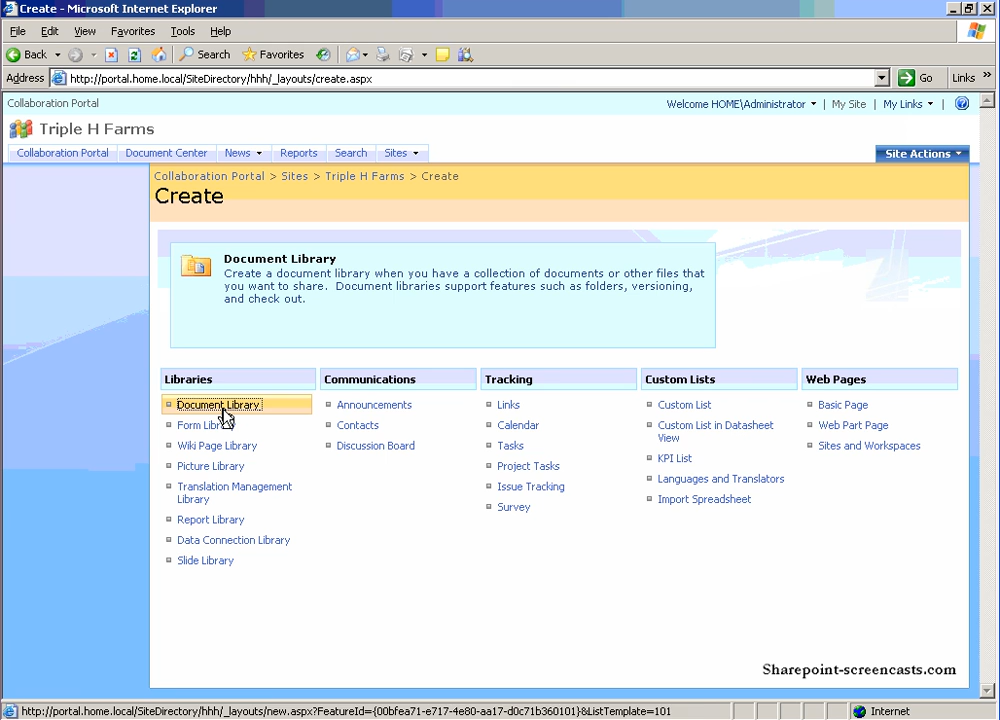 Create - Microsoft Internet Explorer
File Edit View Favorites Tools Help
Back Search Favorites
Address http://portal.home.local/SiteDirectory/hhh/_layouts/create.aspx Go Links »
Collaboration Portal Welcome HOME\Administrator | My Site | My Links |
Triple H Farms
Collaboration Portal Document Center News Reports Search Sites Site Actions
Collaboration Portal > Sites > Triple H Farms > Create
Create
Document Library
Create a document library when you have a collection of documents or other files that
you want to share. Document libraries support features such as folders, versioning,
and check out.
Libraries Communications Tracking Custom Lists Web Pages
Document Library
Form Library
Wiki Page Library
Picture Library
Translation Management
Library
Report Library
Data Connection Library
Slide Library
Announcements
Contacts
Discussion Board
Links
Calendar
Tasks
Project Tasks
Issue Tracking
Survey
Custom List
Custom List in Datasheet
View
KPI List
Languages and Translators
Import Spreadsheet
Basic Page
Web Part Page
Sites and Workspaces
Sharepoint-screencasts.com
http://portal.home.local/SiteDirectory/hhh/_layouts/new.aspx?FeatureId={00bfea71-e717-4e80-aa17-d0c71b360101}&ListTemplate=101 Internet